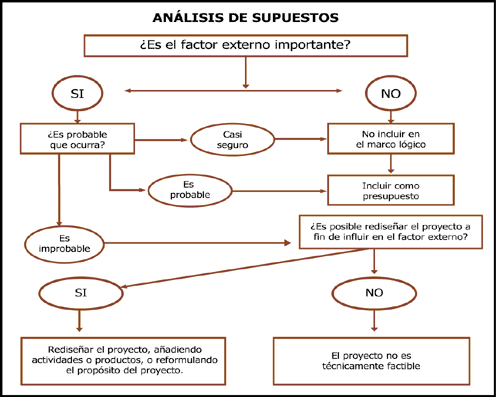 ANÁLISIS DE SUPUESTOS
¿Es el factor externo importante?
SI
NO
¿Es probable
que ocurra?
Casi
seguro
No incluir en
el marco lógico
Es
probable
Incluir como
presupuesto
Es
improbable
¿Es posible rediseñar el proyecto a
fin de influir en el factor externo?
SI
NO
Rediseñar el proyecto, añadiendo
actividades o productos, o reformulando
el propósito del proyecto.
El proyecto no es
técnicamente factible